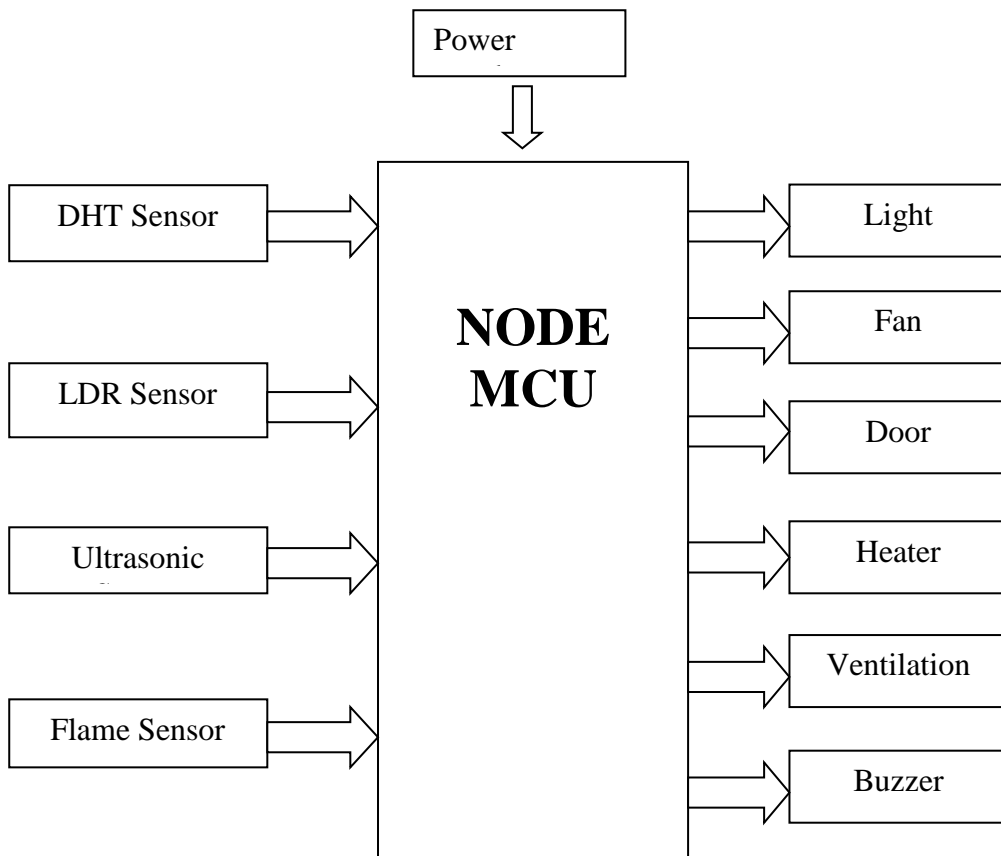 Power
DHT Sensor
LDR Sensor
Ultrasonic
Flame Sensor
NODE
MCU
Light
Fan
Door
Heater
Ventilation
Buzzer